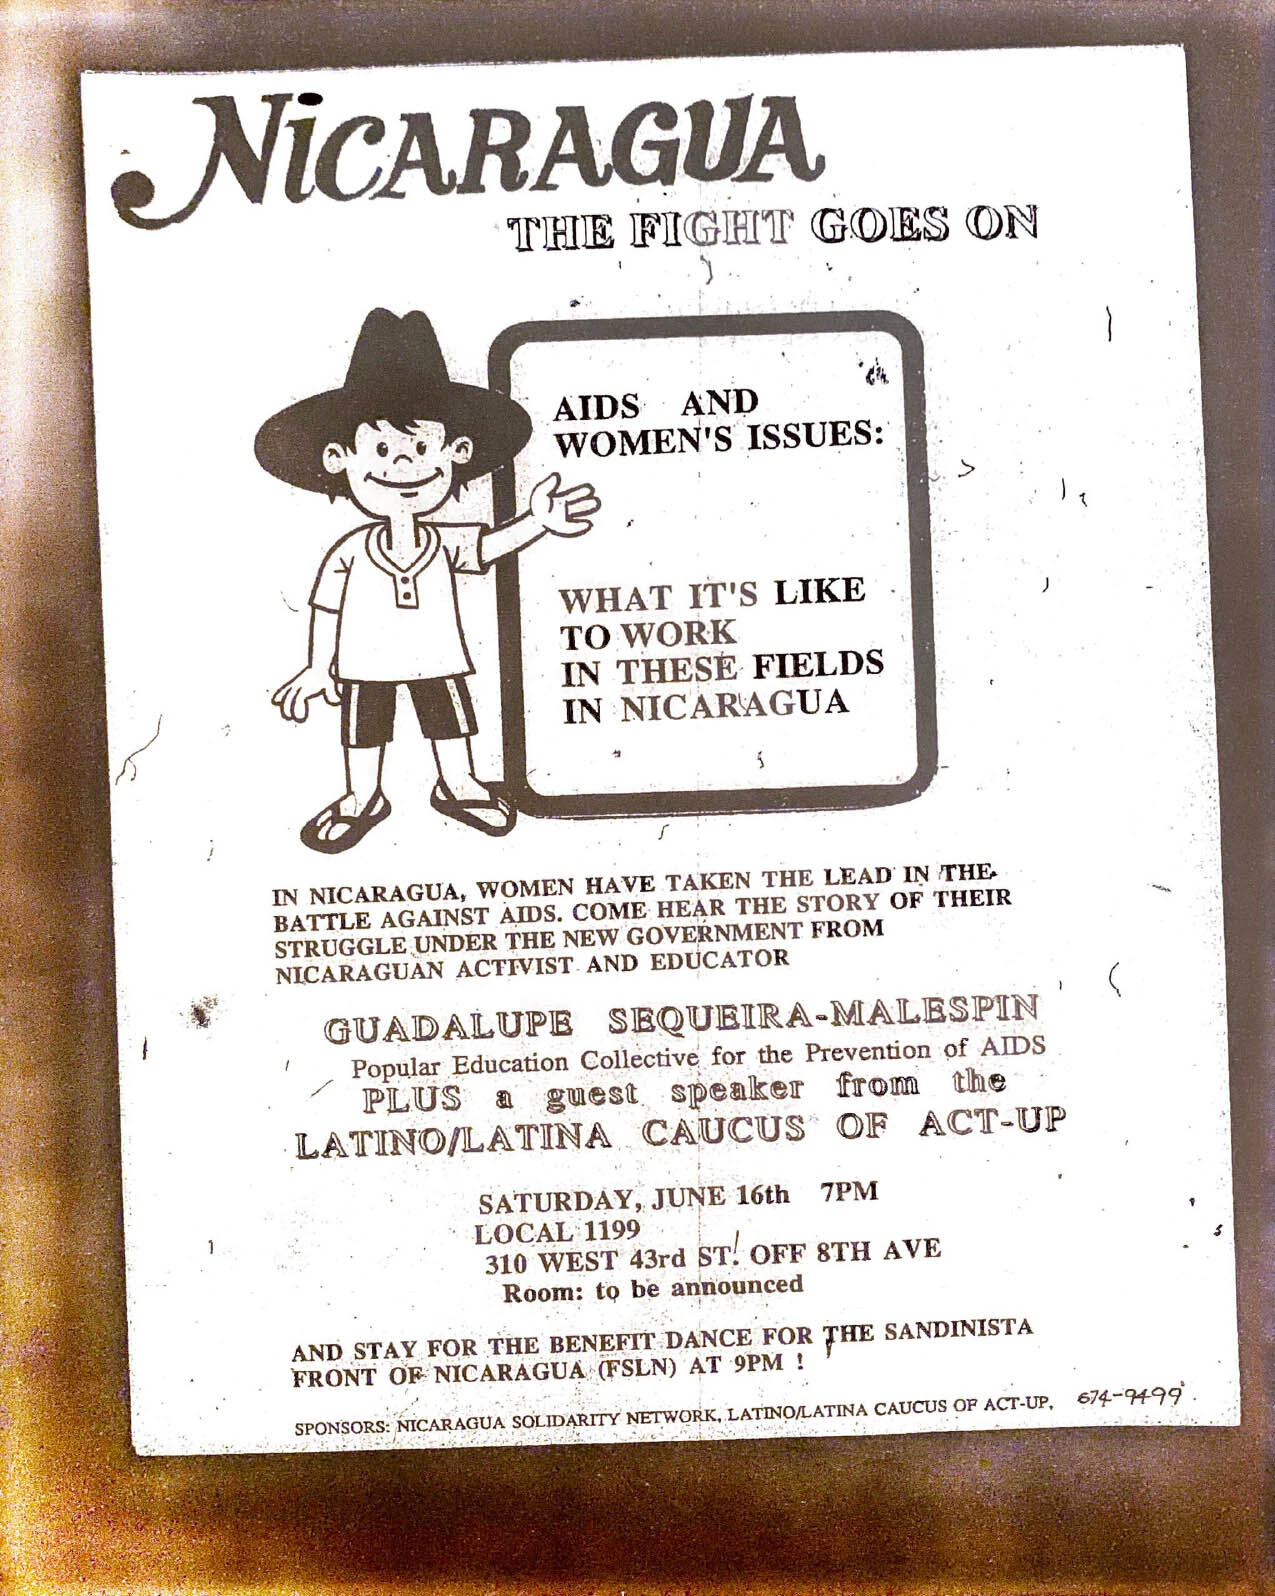 NiCARAGUA
THE FIGHT GOES ON
AIDS AND
WOMEN'S ISSUES:
WHAT IT'S LIKE
TO WORK
IN THESE FIELDS
IN NICARAGUA
IN NICARAGUA, WOMEN HAVE TAKEN THE LEAD IN THE
BATTLE AGAINST AIDS. COME HEAR THE STORY OF THEIR
STRUGGLE UNDER THE NEW GOVERNMENT FROM
NICARAGUAN ACTIVIST AND EDUCATOR
GUADALUPE SEQUEIRA-MALESPIN
Popular Education Collective for the Prevention of AIDS
PLUS a guest speaker from the
LATINO/LATINA CAUCUS OF ACT-UP
SATURDAY, JUNE 16th 7PM
LOCAL 1199
310 WEST 43rd ST. OFF 8TH AVE
Room: to be announced
AND STAY FOR THE BENEFIT DANCE FOR THE SANDINISTA
FRONT OF NICARAGUA (FSLN) AT 9PM !
SPONSORS: NICARAGUA SOLIDARITY NETWORK, LATINO/LATINA CAUCUS OF ACT-UP, 674-9499